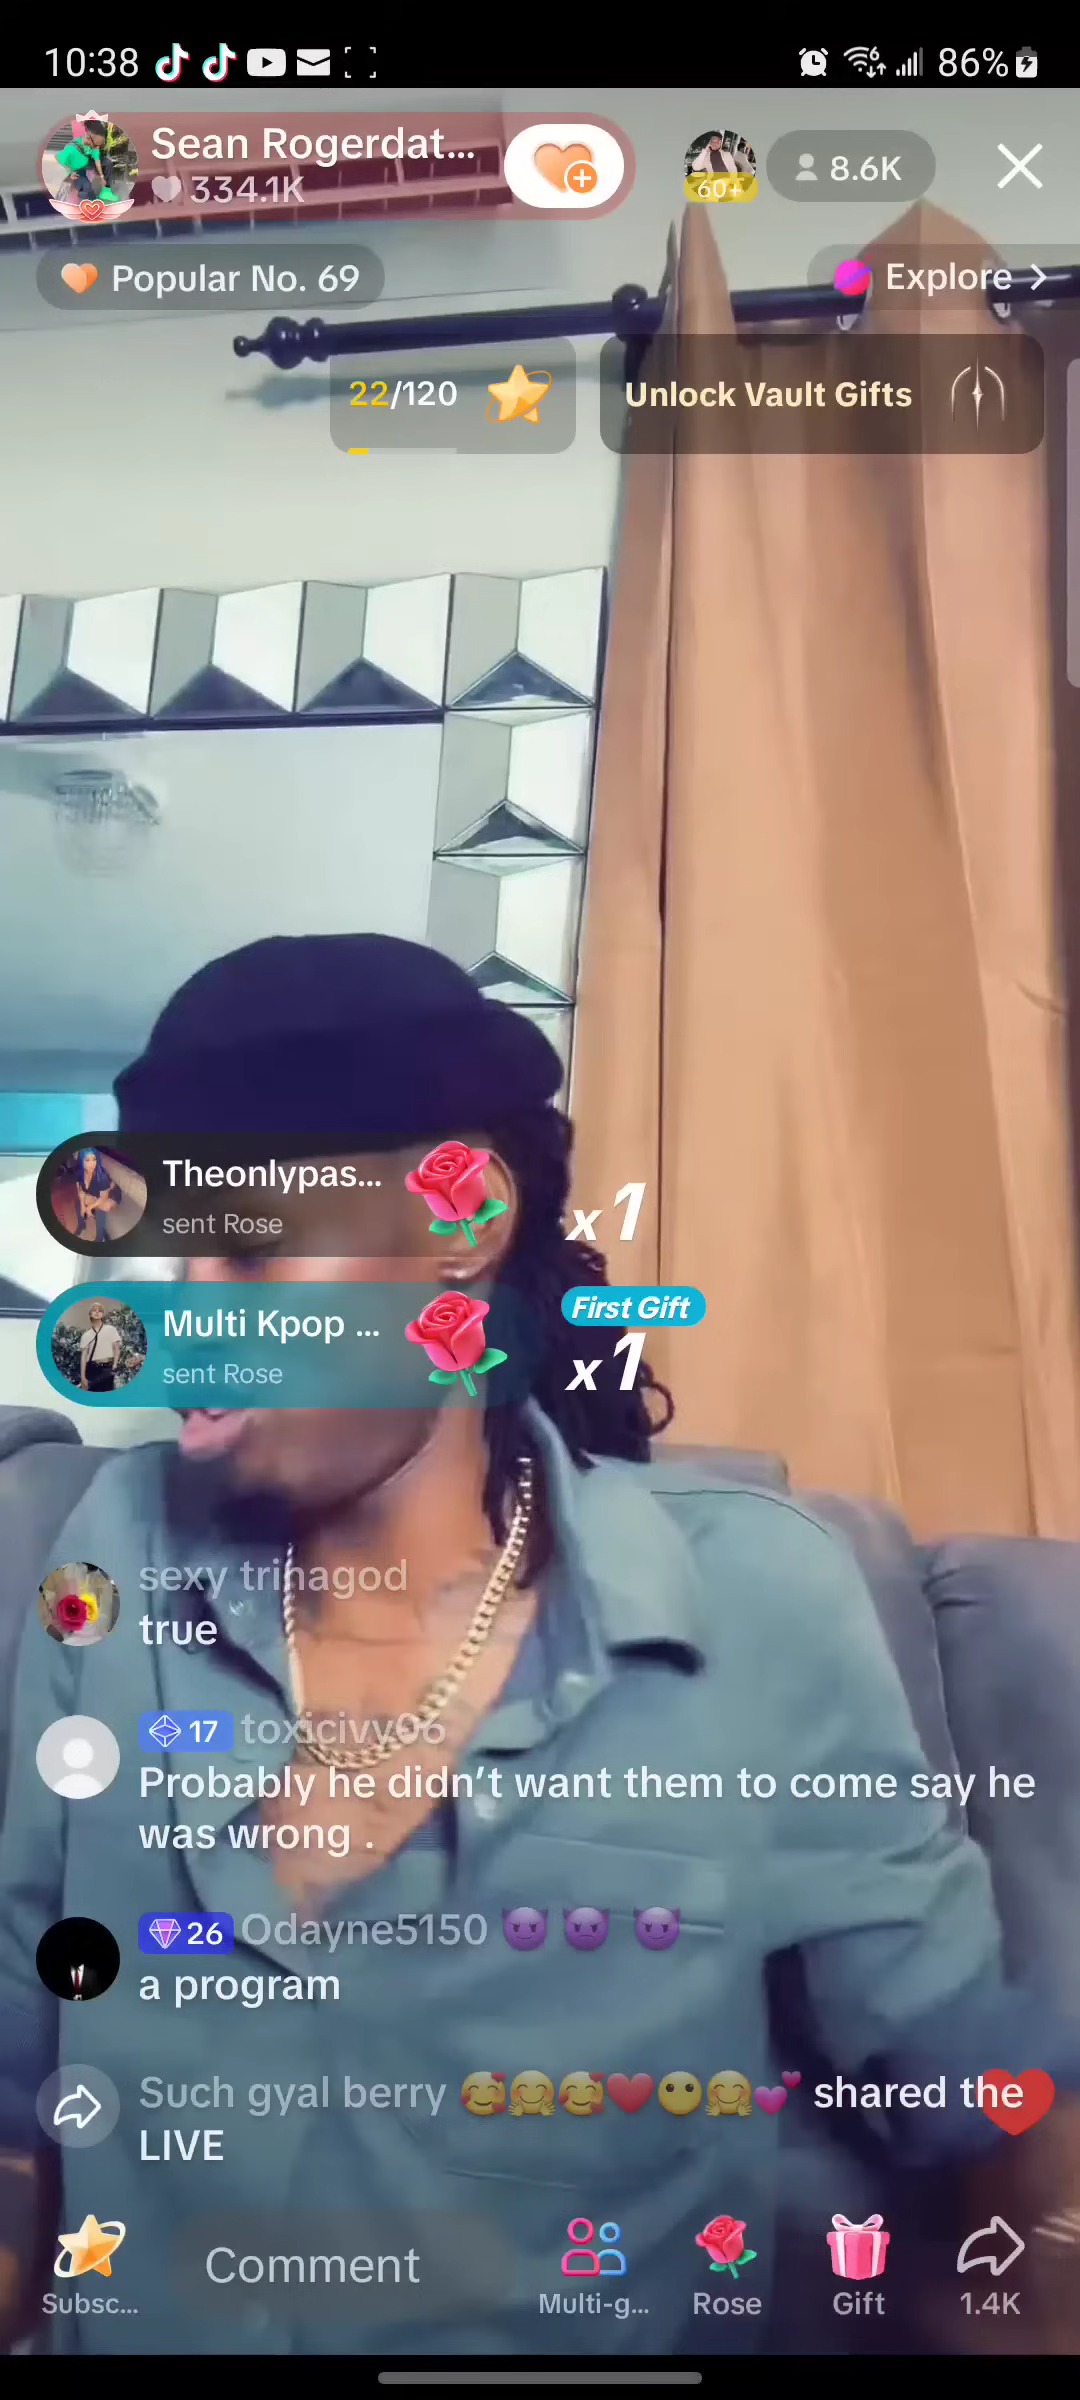 10:38
86%
Sean Rogerdat...
334.1K
60+
8.6K
Popular No. 69
Explore >
22/120
Unlock Vault Gifts
Theonlypas...
sent Rose
x1
Multi Kpop ...
sent Rose
First Gift
x1
sexy trinagod
true
17 toxicivy06
Probably he didn't want them to come say he
was wrong .
26 Odayne5150 😈 😈 😈
a program
Such gyal berry 🥰🤗🥰❤️😶🤗💕 shared the
LIVE
Subsc...
Comment
Multi-g...
Rose
Gift
1.4K